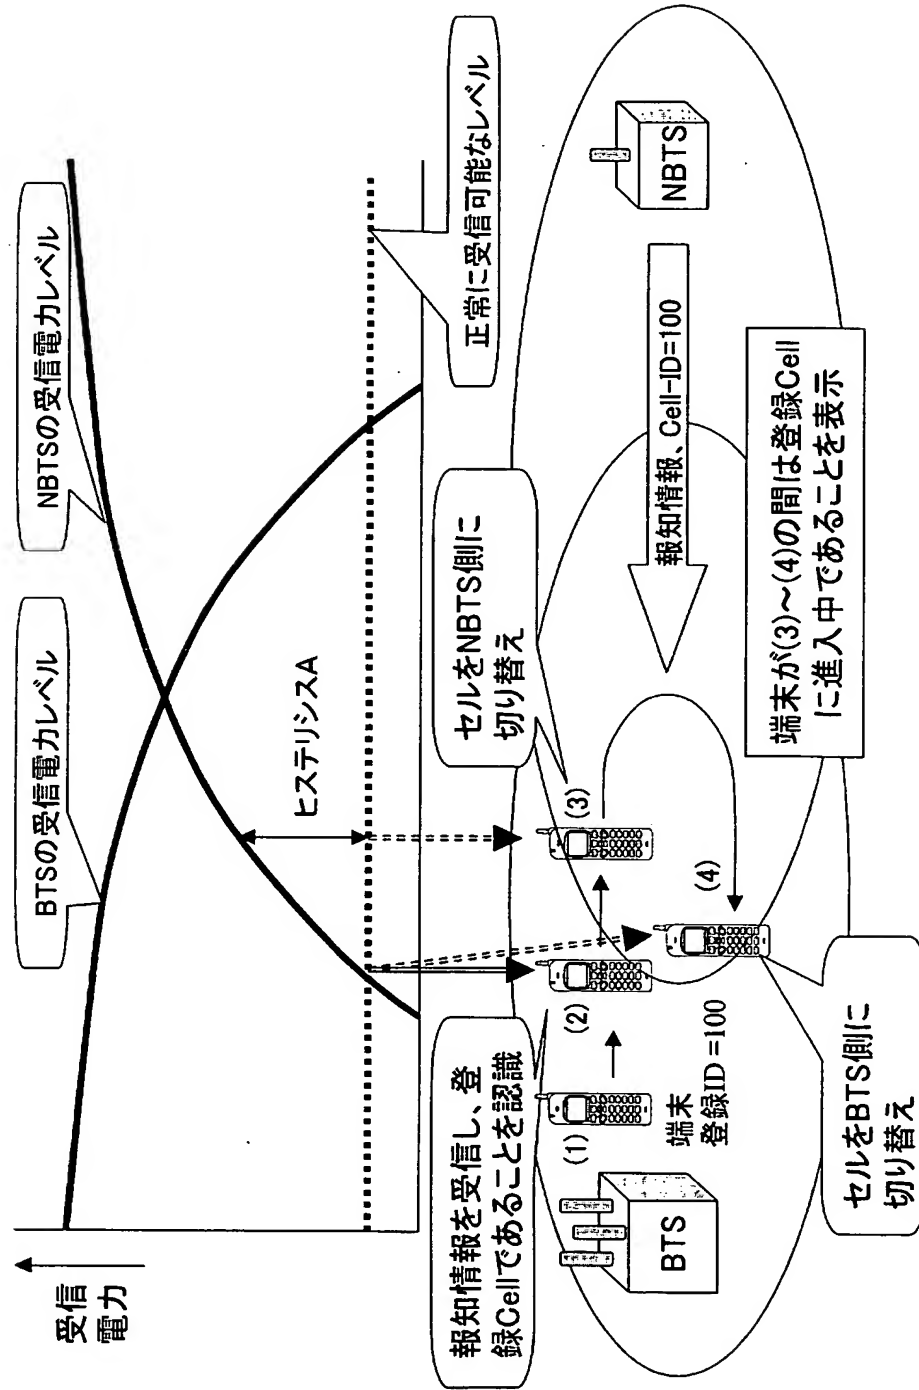 受信
電力
BTSの受信電力レベル
NBTSの受信電力レベル
ヒステリシスA
正常に受信可能なレベル
報知情報を受信し、登
録Cellであることを認識
セルをNBTS側に
切り替え
(1)
(2)
(3)
(4)
端末
登録ID=100
BTS
NBTS
報知情報、Cell-ID=100
セルをBTS側に
切り替え
端末が(3)～(4)の間は登録Cell
に進入中であることを表示